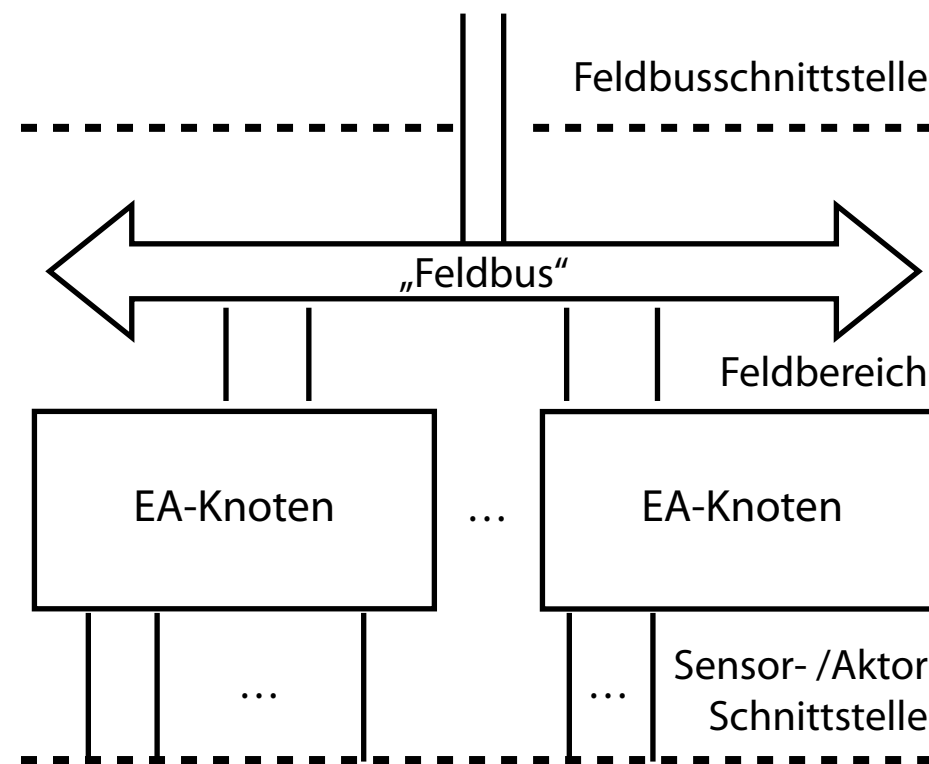 Feldbusschnittstelle
„Feldbus“
Feldbereich
EA-Knoten
…
EA-Knoten
…
…
Sensor- /Aktor
Schnittstelle